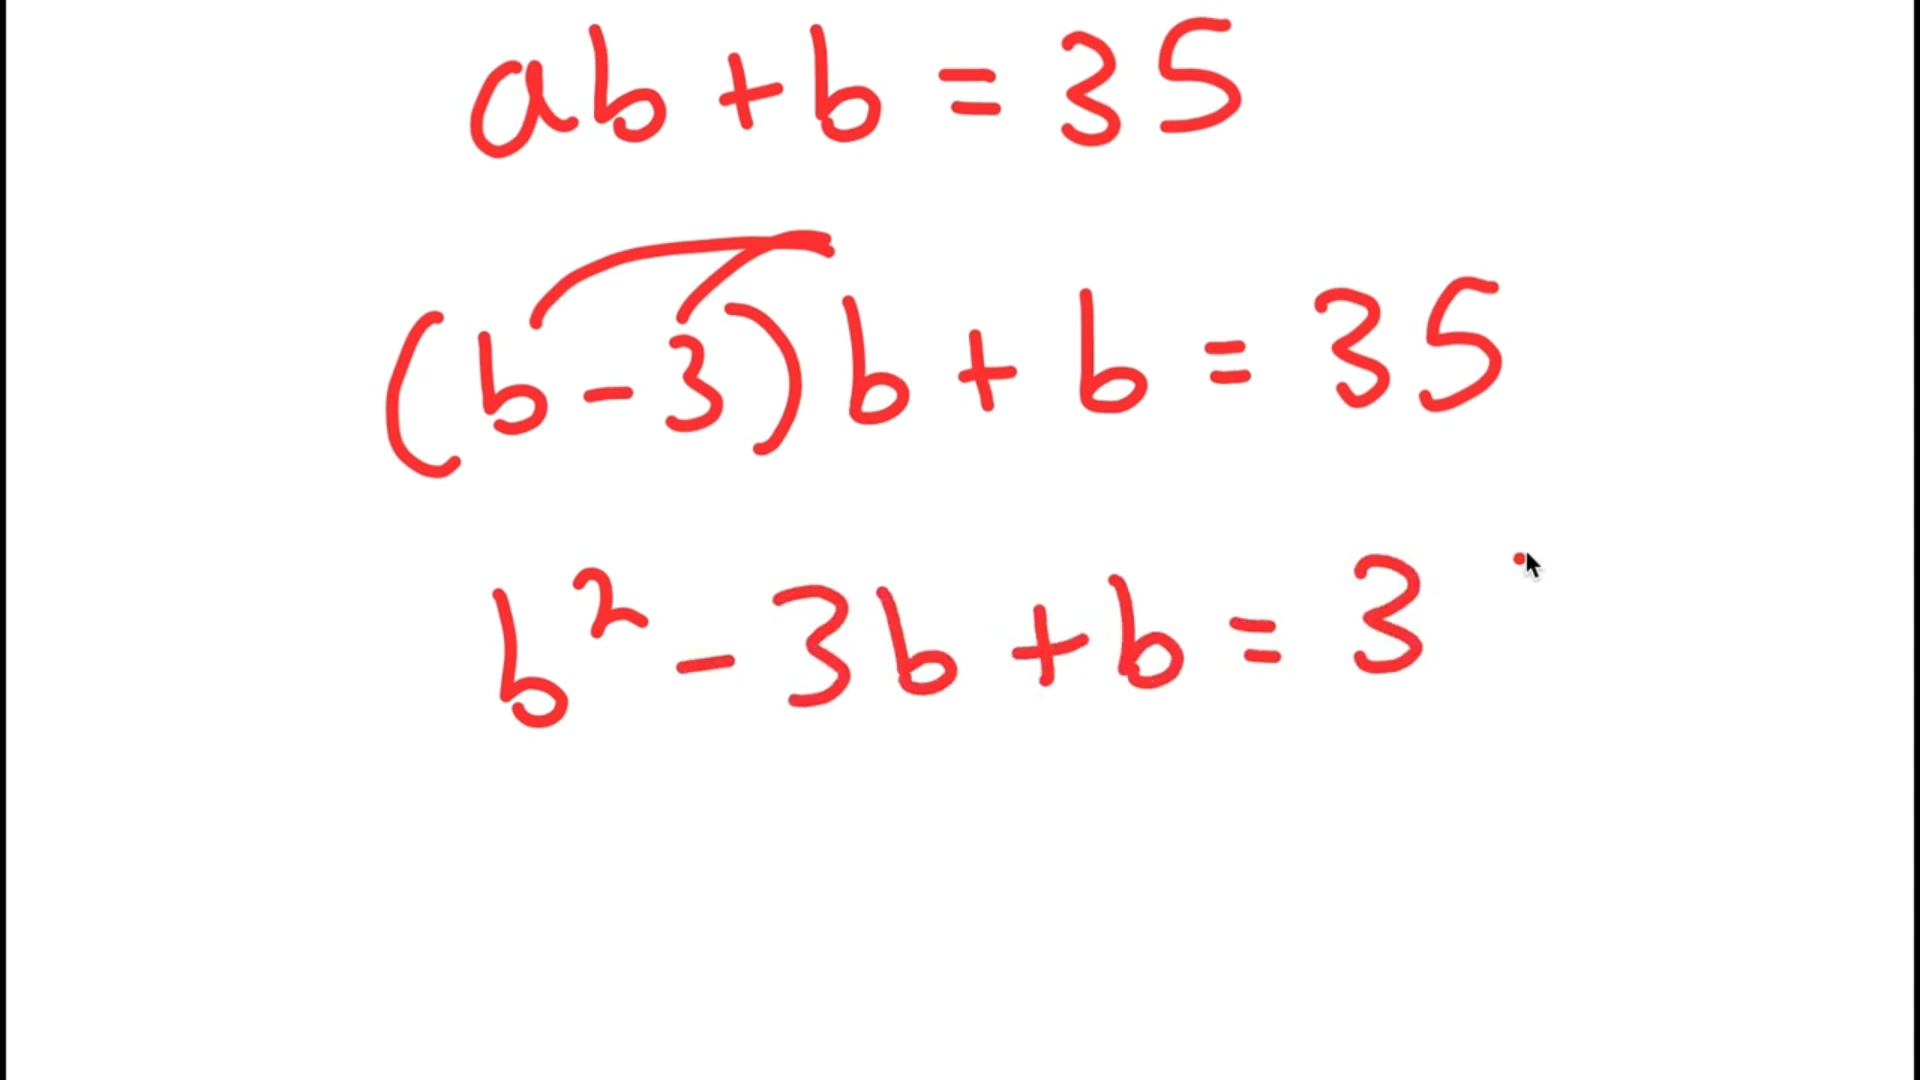 ab + b = 35
(b - 3)b + b = 35
b² - 3b + b = 3